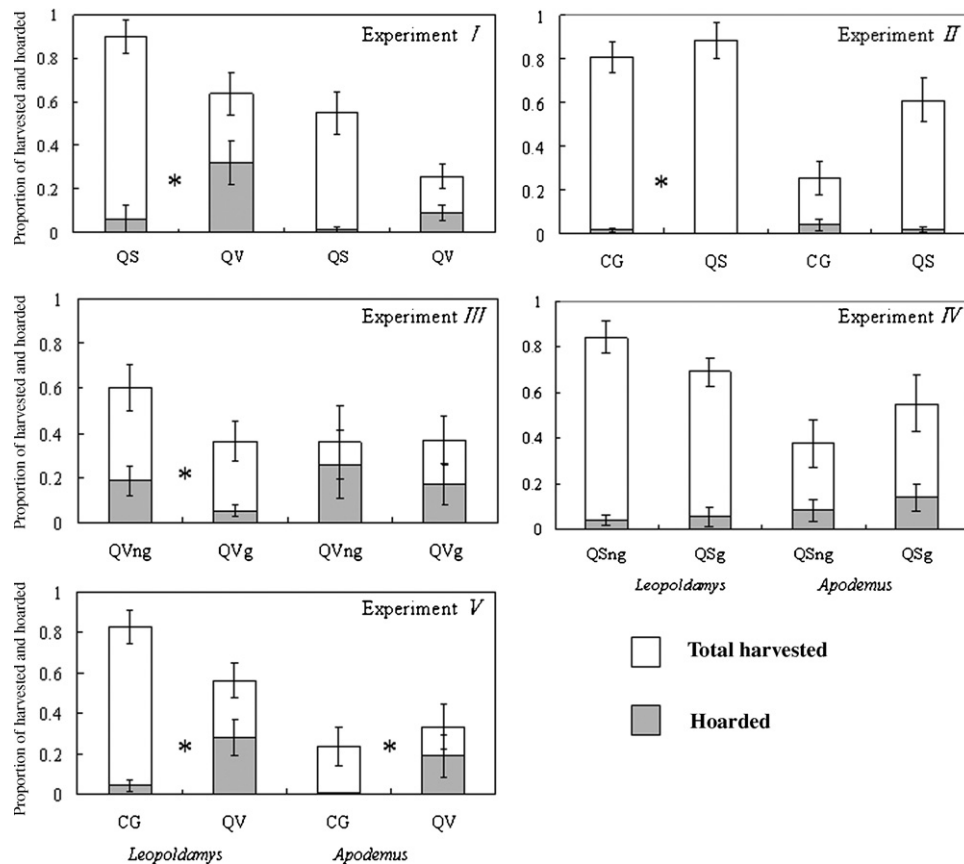 Proportion of harvested and hoarded
Experiment I
1
0.8
0.6
0.4
0.2
0
*
QS QV QS QV
Experiment II
1
0.8
0.6
0.4
0.2
0
*
CG QS CG QS
Experiment III
1
0.8
0.6
0.4
0.2
0
*
QVng QVg QVng QVg
Experiment IV
1
0.8
0.6
0.4
0.2
0
QSng QSg QSng QSg
Leopoldamys Apodemus
Proportion of harvested and hoarded
Experiment V
1
0.8
0.6
0.4
0.2
0
* *
CG QV CG QV
Leopoldamys Apodemus
Total harvested
Hoarded